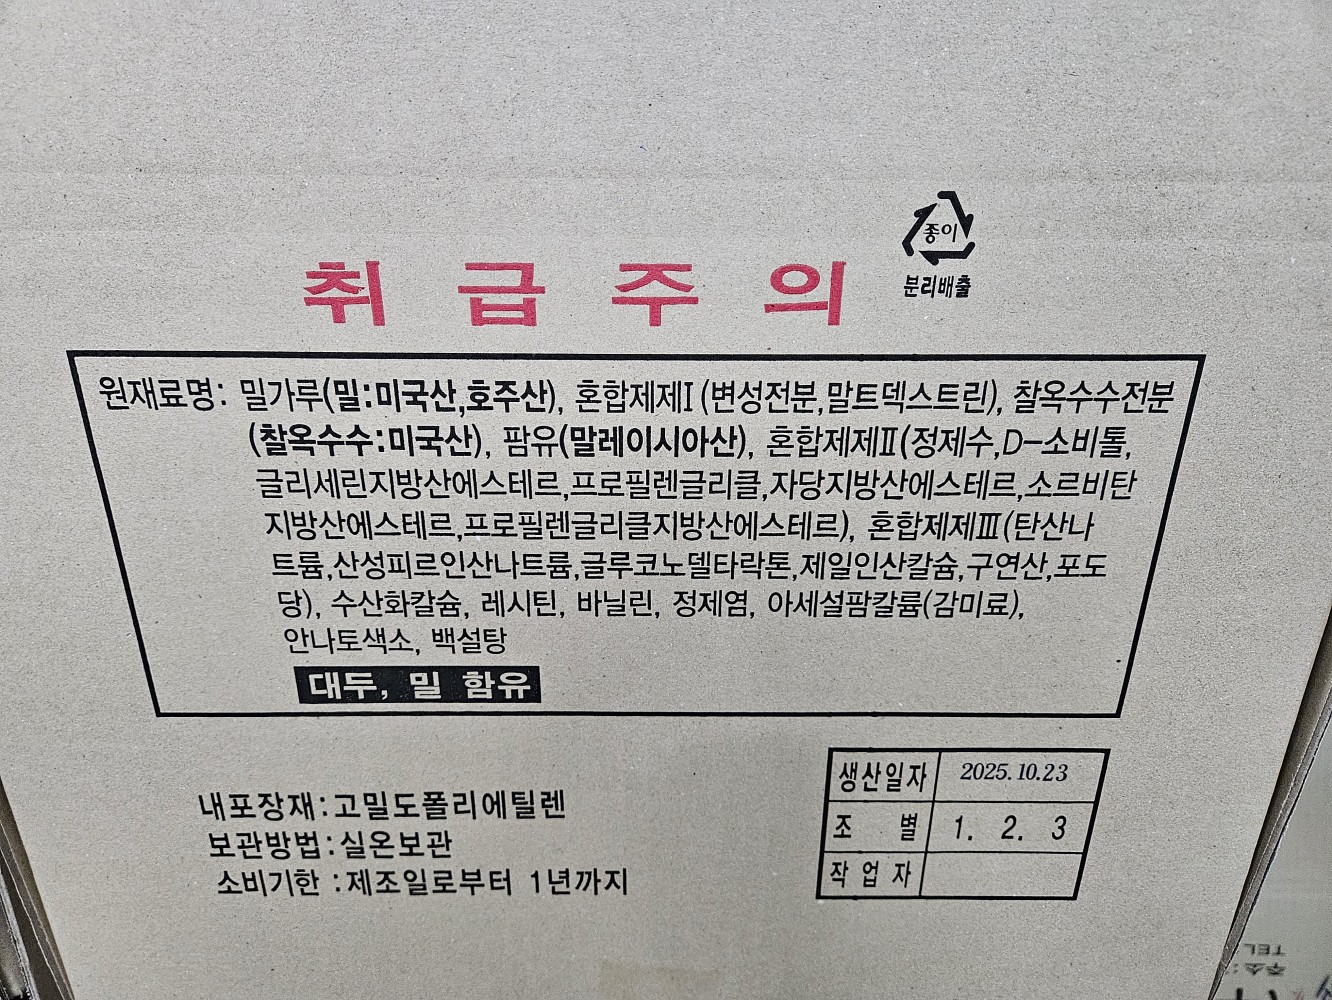 종이
분리배출
취급주의
원재료명: 밀가루(밀:미국산,호주산), 혼합제제Ⅰ(변성전분,말트덱스트린), 찰옥수수전분
(찰옥수수:미국산), 팜유(말레이시아산), 혼합제제Ⅱ(정제수,D-소비톨,
글리세린지방산에스테르,프로필렌글리콜,자당지방산에스테르,소르비탄
지방산에스테르,프로필렌글리콜지방산에스테르), 혼합제제Ⅲ(탄산나
트륨,산성피르인산나트륨,글루코노델타락톤,제일인산칼슘,구연산,포도
당), 수산화칼슘, 레시틴, 바닐린, 정제염, 아세설팜칼륨(감미료),
안나토색소, 백설탕
대두, 밀 함유
내포장재:고밀도폴리에틸렌
보관방법:실온보관
소비기한 :제조일로부터 1년까지
생산일자 2025.10.23
조 별 1. 2. 3
작업자
TEL
주소: